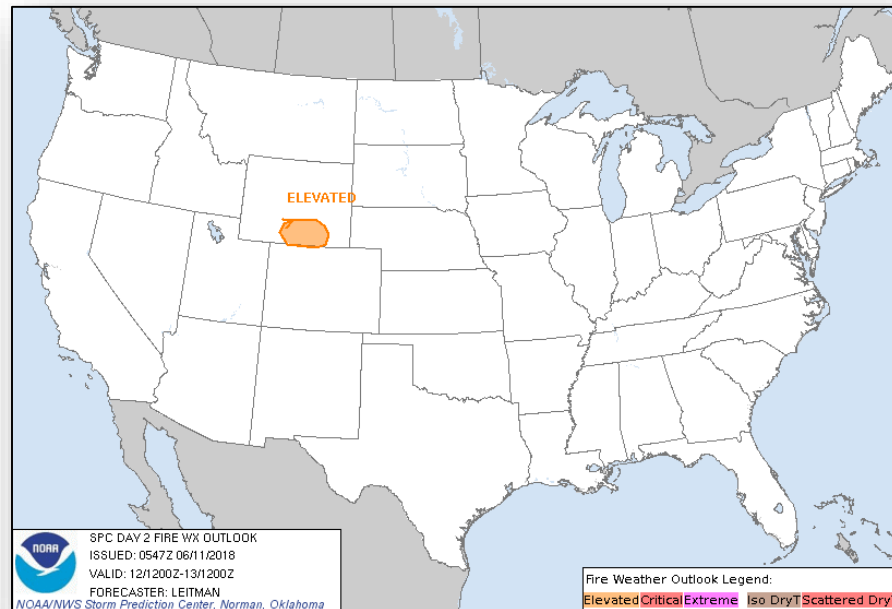 ELEVATED
NOAA
SPC DAY 2 FIRE WX OUTLOOK
ISSUED: 0547Z 06/11/2018
VALID: 12/1200Z-13/1200Z
FORECASTER: LEITMAN
NOAA/NWS Storm Prediction Center, Norman, Oklahoma
Fire Weather Outlook Legend:
Elevated Critical Extreme Iso DryT Scattered Dry